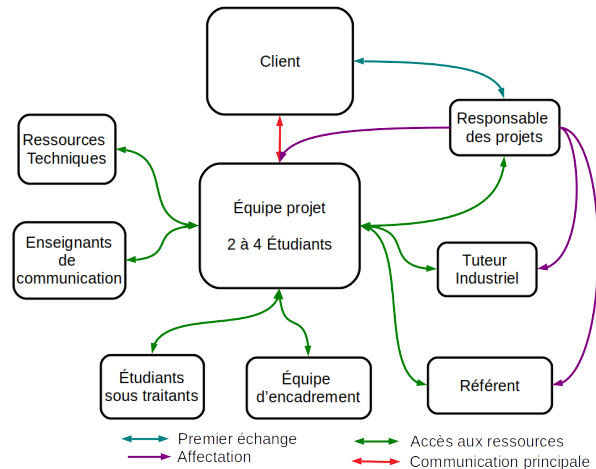 Client
Responsable
des projets
Ressources
Techniques
Équipe projet
2 à 4 Étudiants
Enseignants
de
communication
Tuteur
Industriel
Étudiants
sous traitants
Équipe
d'encadrement
Référent
Premier échange
Affectation
Accès aux ressources
Communication principale